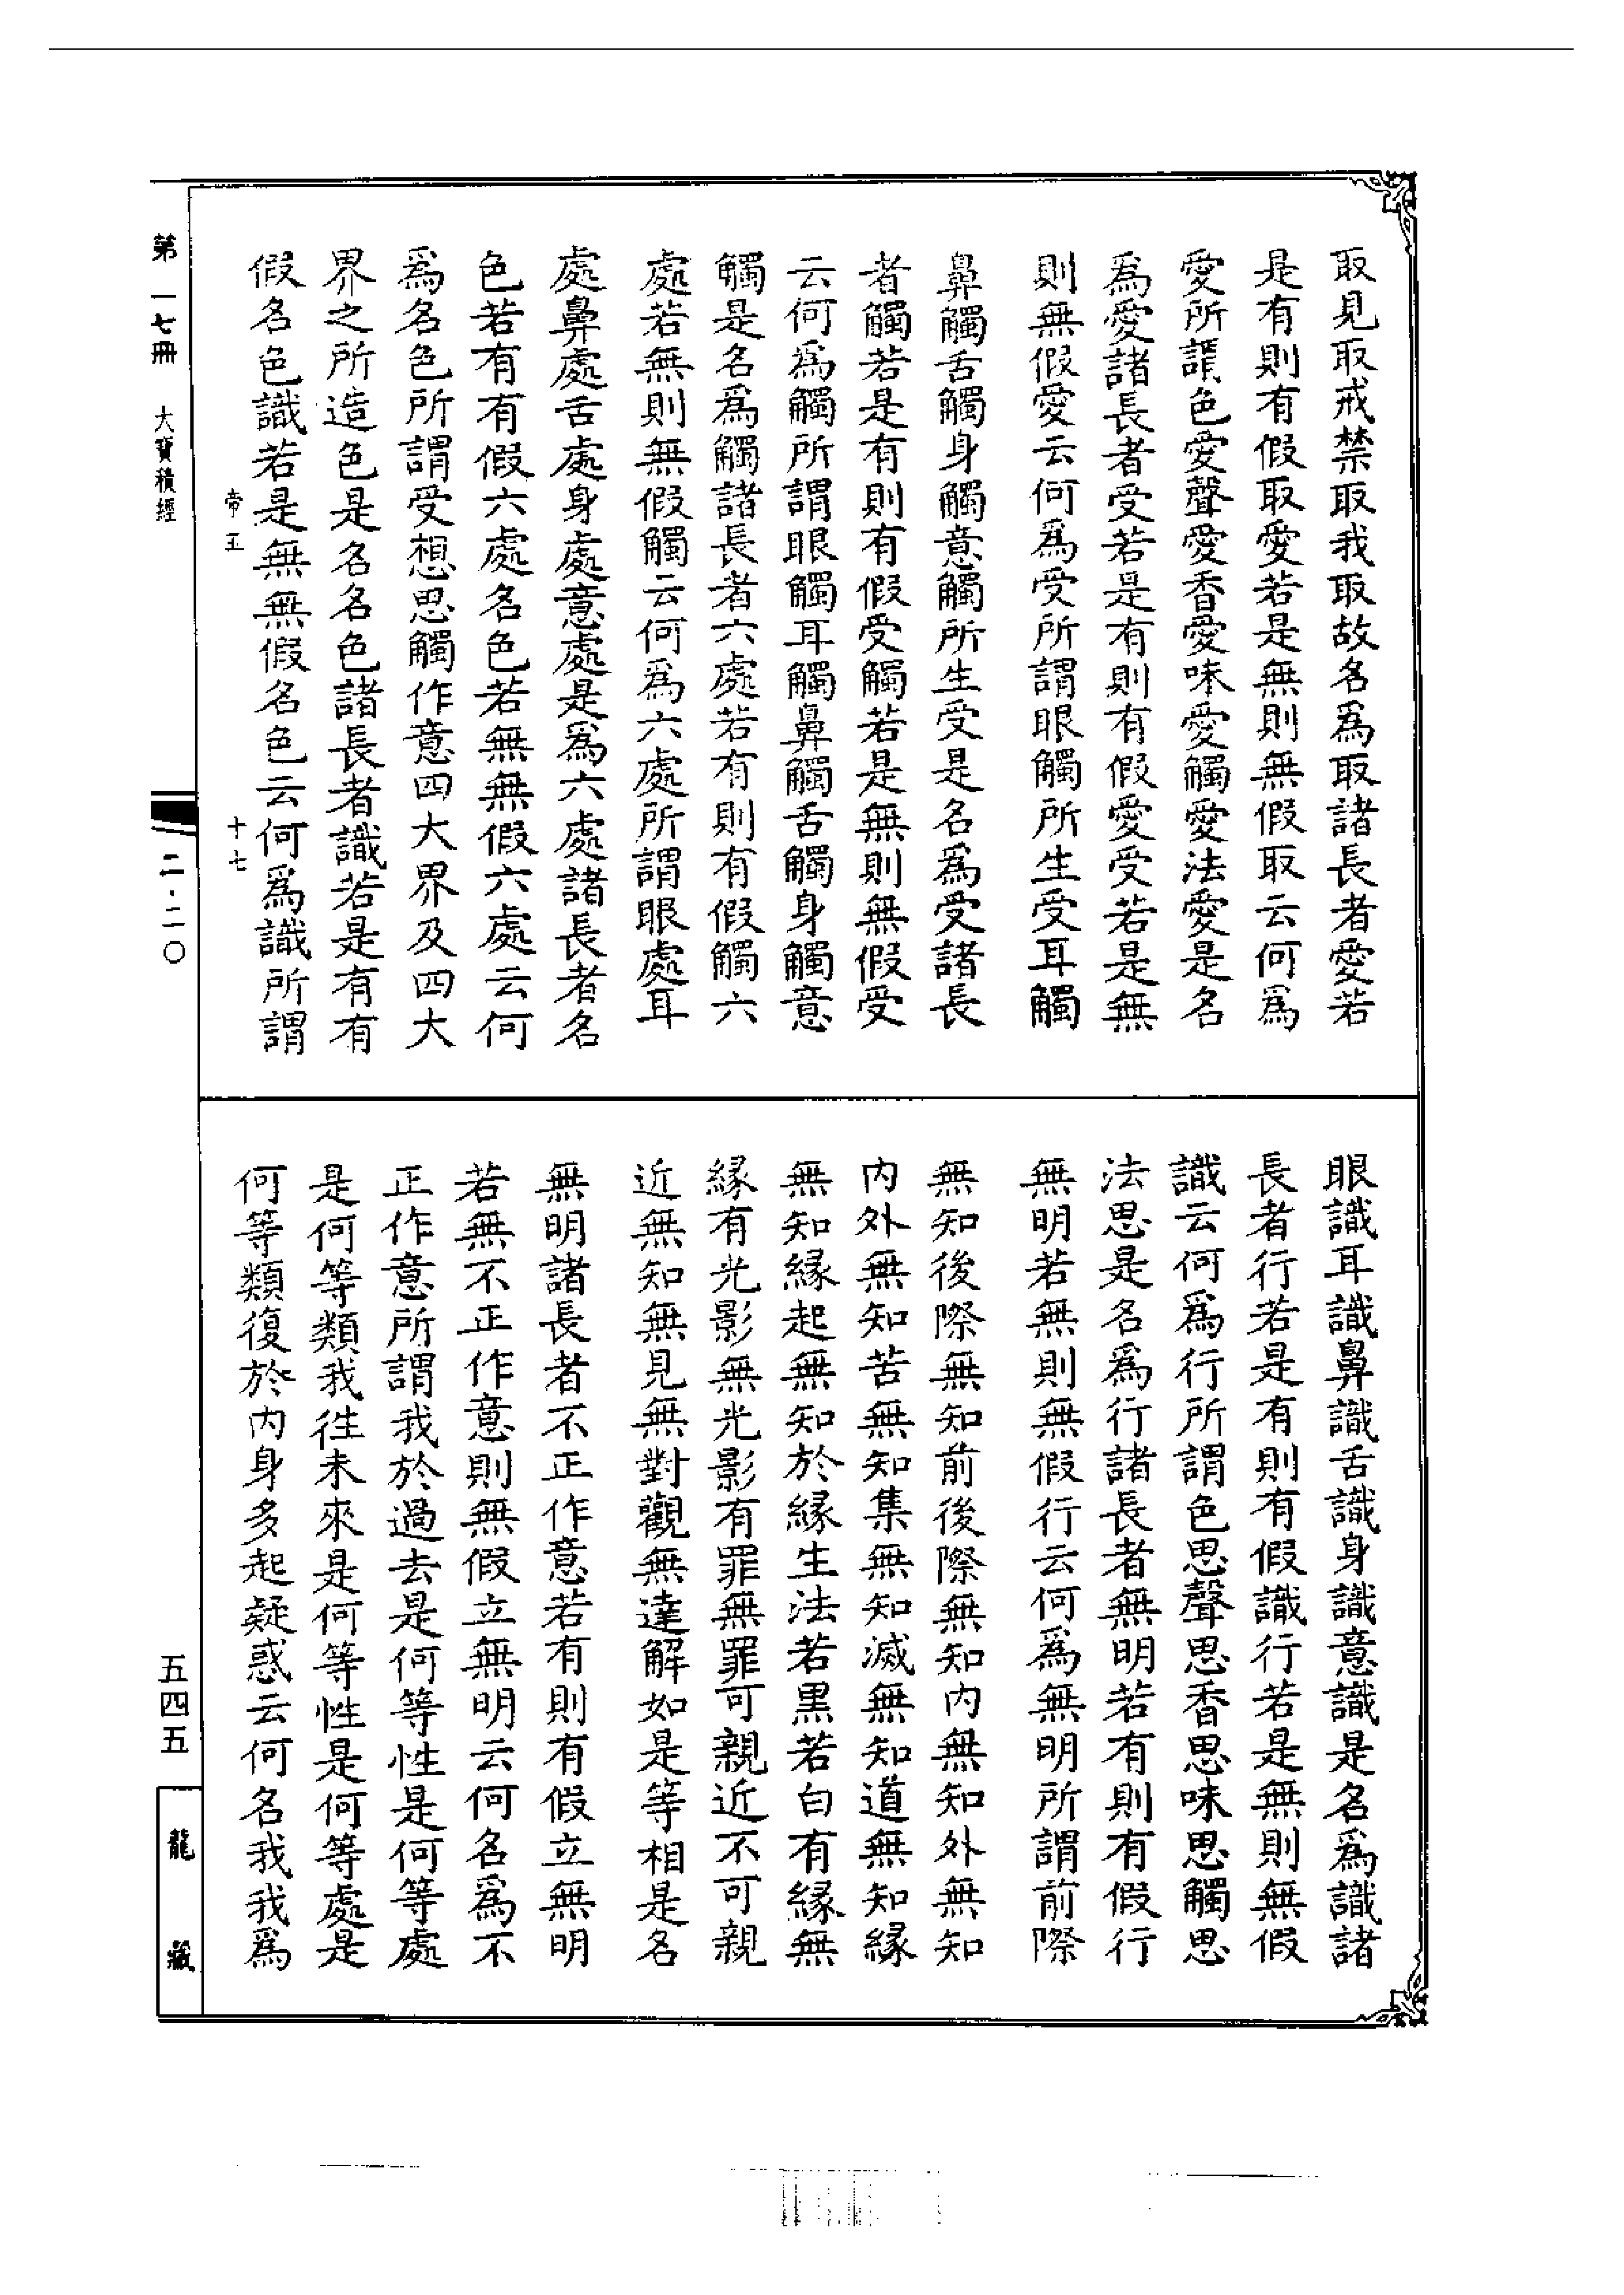 取見取戒禁取我取故名爲取諸長者愛若
是有則有假取愛若是無則無假取云何爲
愛所謂色愛聲愛香愛味愛觸愛法愛是名
爲愛諸長者受若是有則有假愛受若是無
則無假愛云何爲受所謂眼觸所生受耳觸
鼻觸舌觸身觸意觸所生受是名爲受諸長
者觸若是有則有假受觸若是無則無假受
云何爲觸所謂眼觸耳觸鼻觸舌觸身觸意
觸是名爲觸諸長者六處若有則有假觸六
處若無則無假觸云何爲六處所謂眼處耳
處鼻處舌處身處意處是爲六處諸長者名
色若有有假六處名色若無無假六處云何
爲名色所謂受想思觸作意四大界及四大
界之所造色是名名色諸長者識若是有有
假名色識若是無無假名色云何爲識所謂
眼識耳識鼻識舌識身識意識是名爲識諸
長者行若是有則有假識行若是無則無假
識云何爲行所謂色思聲思香思味思觸思
法思是名爲行諸長者無明若有則有假行
無明若無則無假行云何爲無明所謂前際
無知後際無知前後際無知內無知外無知
內外無知苦無知集無知滅無知道無知緣
無知緣起無知於緣生法若黒若白有緣無
緣有光影無光影有罪無罪可親近不可親
近無知無見無對觀無達解如是等相是名
無明諸長者不正作意若有則有假立無明
若無不正作意則無假立無明云何名爲不
正作意所謂我於過去是何等性是何等處
是何等類我徃未來是何等性是何等處是
何等類復於內身多起疑惑云何名我我爲
帝五
十七
第一七冊
大寶積經
二·二〇
五四五
龍藏